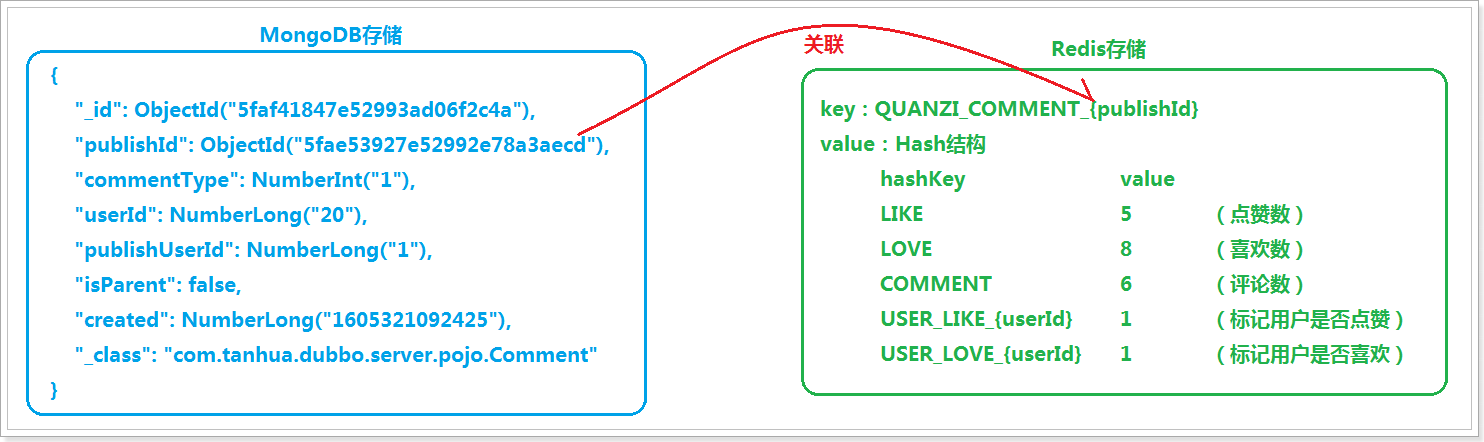 MongoDB存储
{
"_id": ObjectId("5faf41847e52993ad06f2c4a"),
"publishId": ObjectId("5fae53927e52992e78a3aecd"),
"commentType": NumberInt("1"),
"userId": NumberLong("20"),
"publishUserId": NumberLong("1"),
"isParent": false,
"created": NumberLong("1605321092425"),
"_class": "com.tanhua.dubbo.server.pojo.Comment"
}
关联
Redis存储
key：QUANZI_COMMENT_{publishId}
value：Hash结构
hashKey value
LIKE 5 （点赞数）
LOVE 8 （喜欢数）
COMMENT 6 （评论数）
USER_LIKE_{userId} 1 （标记用户是否点赞）
USER_LOVE_{userId} 1 （标记用户是否喜欢）